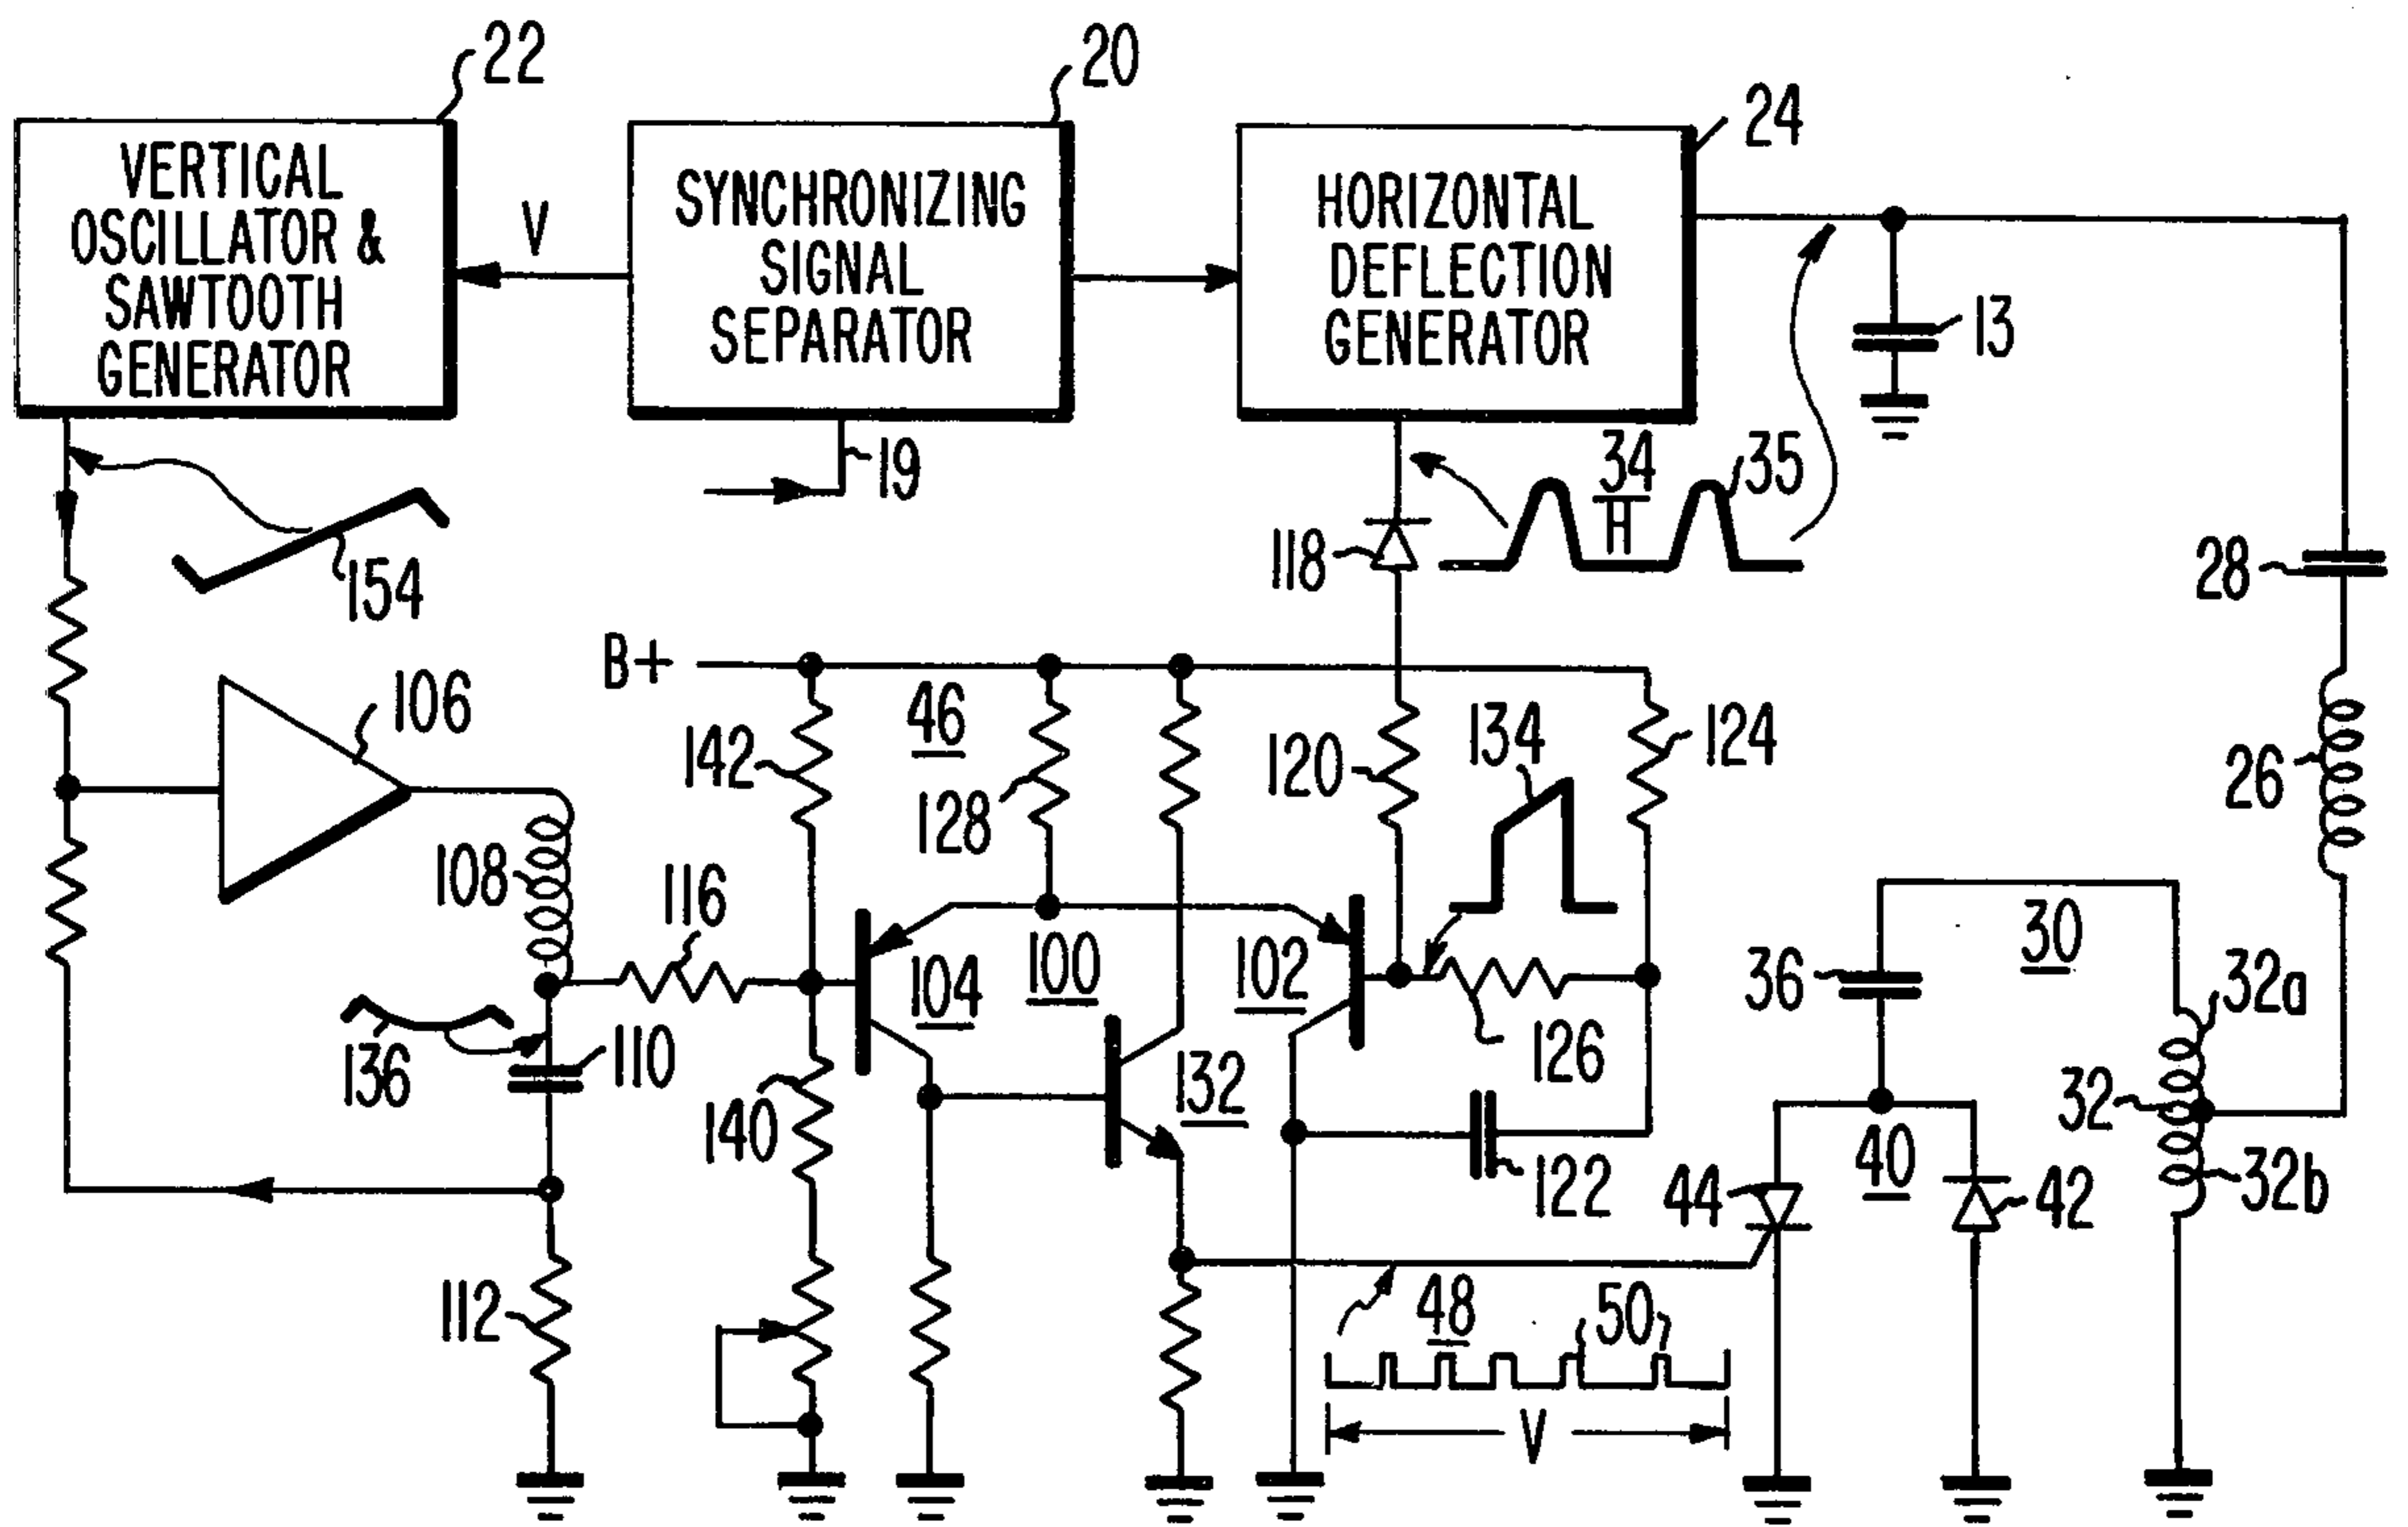 22
20
24
VERTICAL
OSCILLATOR &
SAWTOOTH
GENERATOR
V
SYNCHRONIZING
SIGNAL
SEPARATOR
HORIZONTAL
DEFLECTION
GENERATOR
13
19
34
H
35
118
154
28
B+
106
142
46
128
120
134
124
26
108
116
104
100
102
126
36
30
32a
136
110
140
132
122
44
40
42
32
32b
112
48
50
V